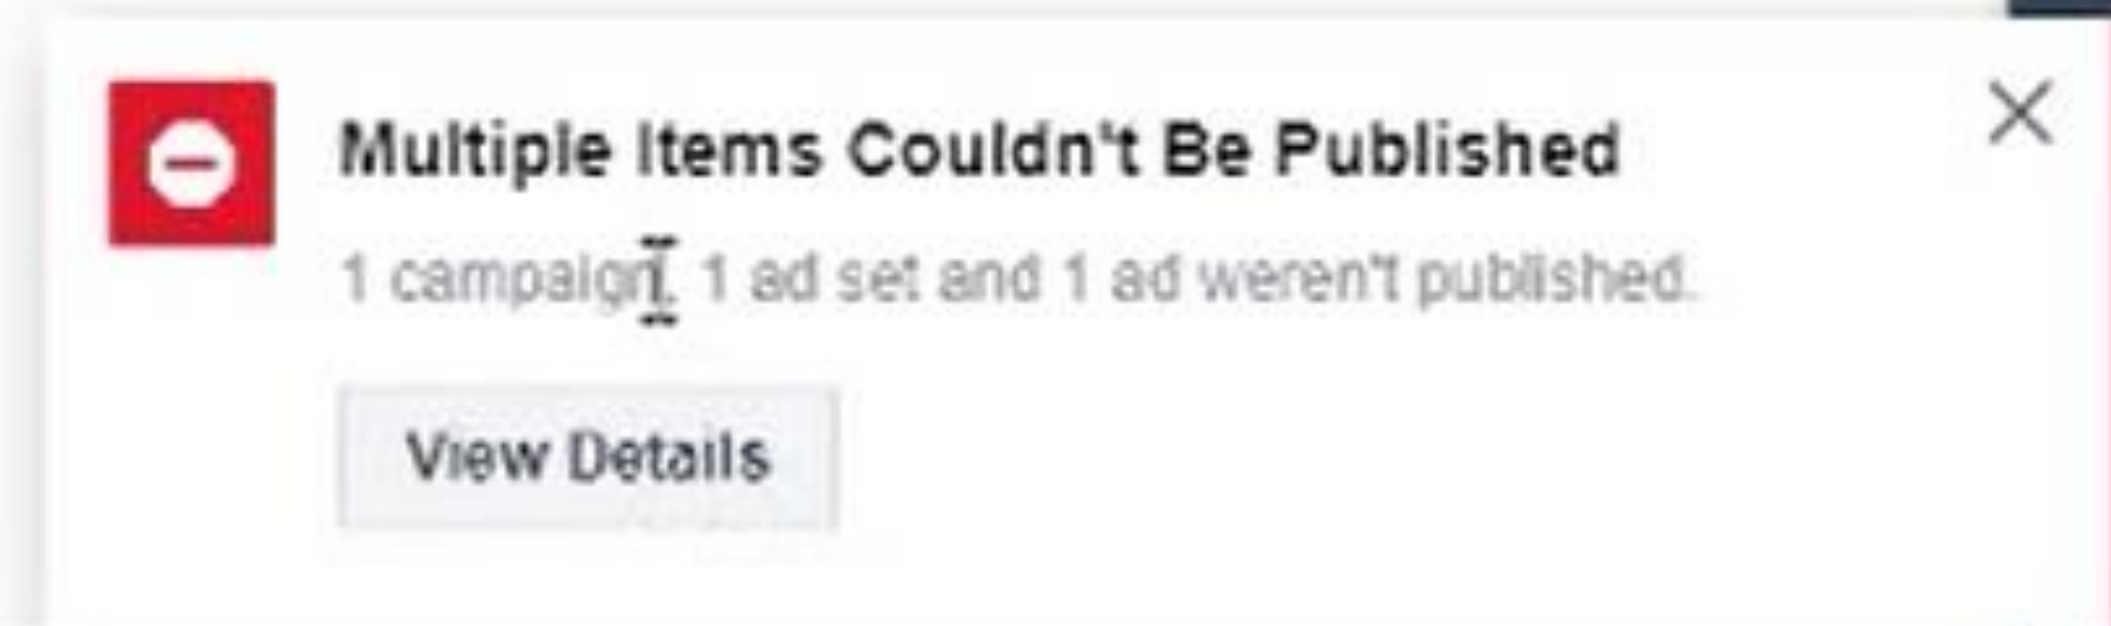 Multiple Items Couldn't Be Published
1 campaign, 1 ad set and 1 ad weren't published.
View Details